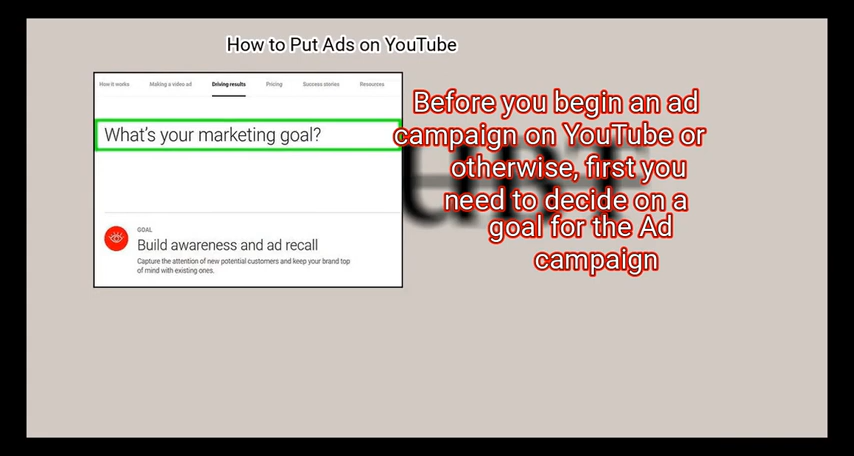 How to Put Ads on YouTube
How it works Making a video ad Driving results Pricing Success stories Resources
What's your marketing goal?
GOAL
Build awareness and ad recall
Capture the attention of new potential customers and keep your brand top
of mind with existing ones.
Before you begin an ad
campaign on YouTube or
otherwise, first you
need to decide on a
goal for the Ad
campaign